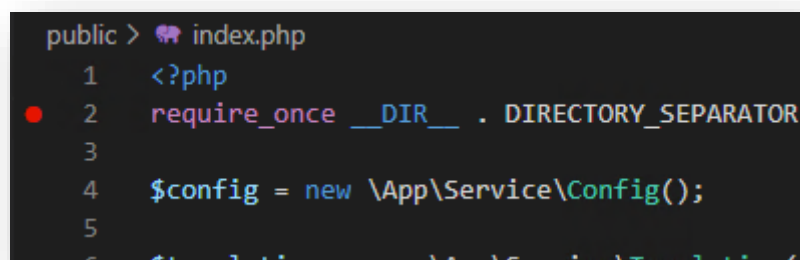 public > index.php
1 <?php
2 require_once __DIR__ . DIRECTORY_SEPARATOR
3
4 $config = new \App\Service\Config();
5